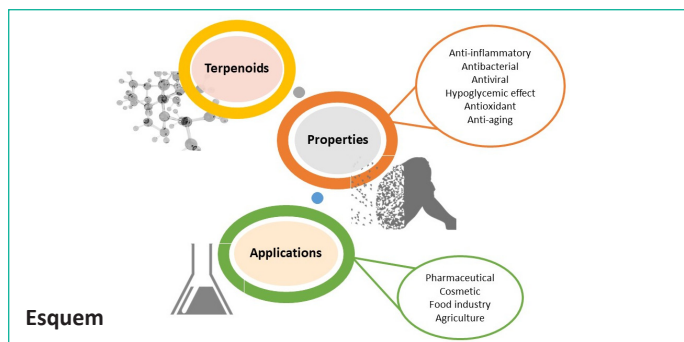 Terpenoids
Anti-inflammatory
Antibacterial
Antiviral
Hypoglycemic effect
Antioxidant
Anti-aging
Properties
Applications
Pharmaceutical
Cosmetic
Food industry
Agriculture
Esquem